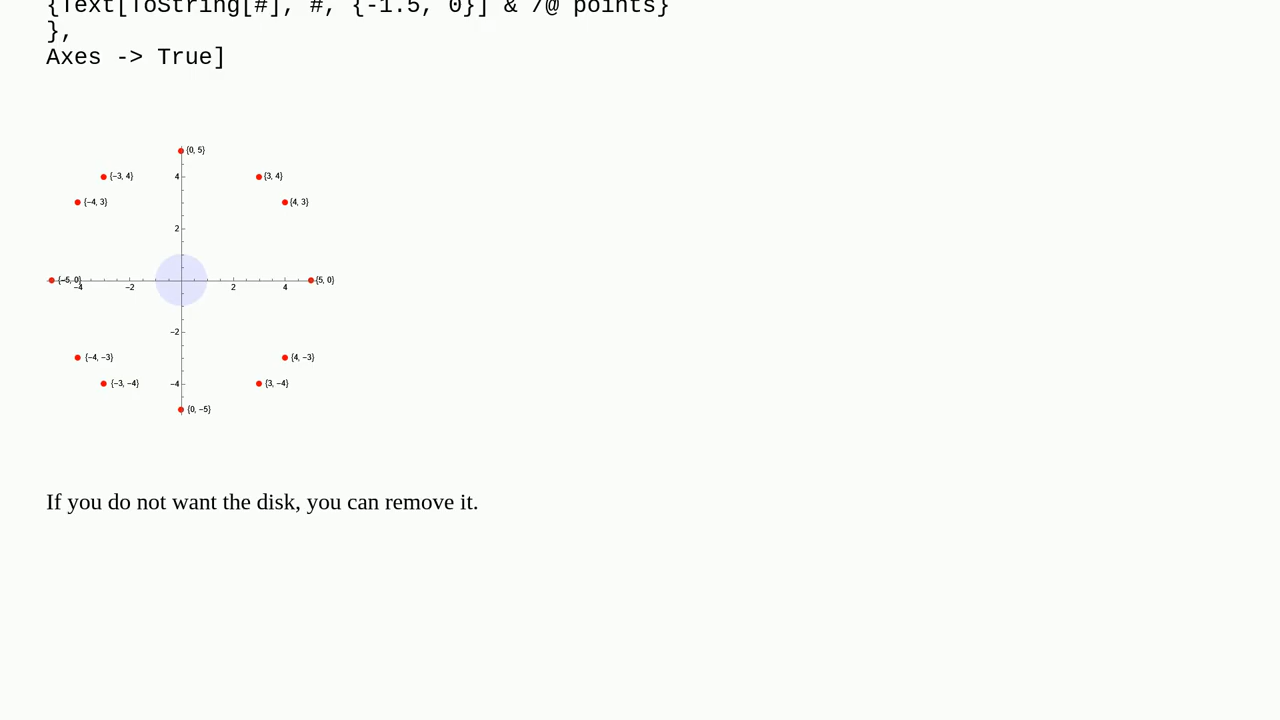 {Text[ToString[#], #, {-1.5, 0}] & /@ points}
},
Axes -> True]
{0, 5}
{-3, 4} 4 {3, 4}
{-4, 3} {4, 3}
2
{-5, 0} {5, 0}
-4 -2 2 4
-2
{-4, -3} {4, -3}
{-3, -4} -4 {3, -4}
{0, -5}
If you do not want the disk, you can remove it.